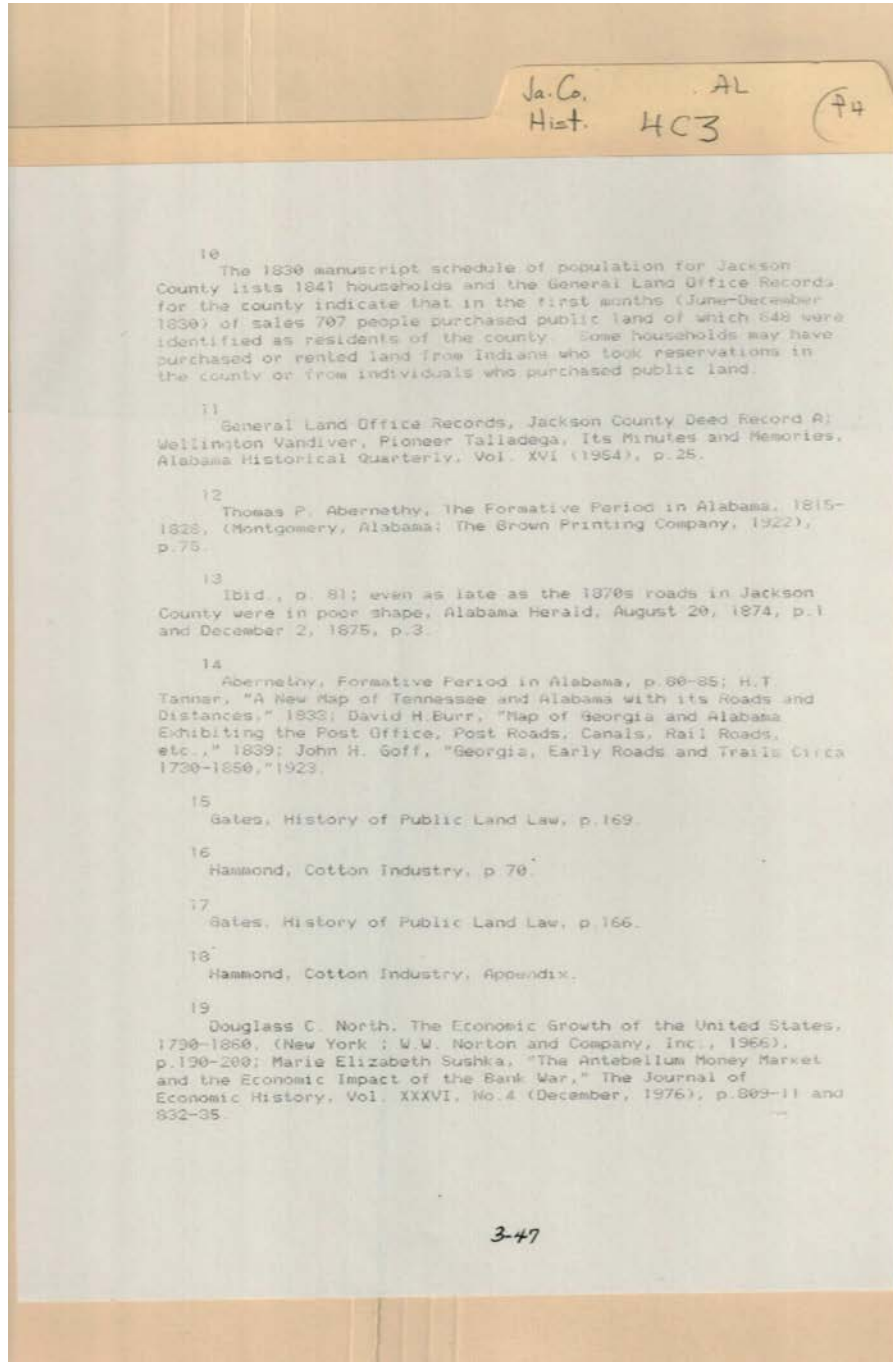 Ja. Co. AL
Hist. 4C3 P4
10
The 1830 manuscript schedule of population for Jackson
County lists 1841 households and the General Land Office Records
for the county indicate that in the first months (June-December
1830) of sales 707 people purchased public land of which 648 were
identified as residents of the county. Some households may have
purchased or rented land from Indians who took reservations in
the county or from individuals who purchased public land.
11
General Land Office Records, Jackson County Deed Record A;
Wellington Vandiver, Pioneer Talladega, Its Minutes and Memories,
Alabama Historical Quarterly, Vol. XVI (1954), p.25.
12
Thomas P. Abernethy, The Formative Period in Alabama, 1815-
1828, (Montgomery, Alabama: The Brown Printing Company, 1922),
p.75.
13
Ibid., p. 81; even as late as the 1870s roads in Jackson
County were in poor shape, Alabama Herald, August 20, 1874, p.1
and December 2, 1875, p.3.
14
Abernethy, Formative Period in Alabama, p.80-85; H.T.
Tanner, "A New Map of Tennessee and Alabama with its Roads and
Distances," 1833; David H.Burr, "Map of Georgia and Alabama
Exhibiting the Post Office, Post Roads, Canals, Rail Roads,
etc.," 1839; John H. Goff, "Georgia, Early Roads and Trails Circa
1730-1850,"1923.
15
Gates, History of Public Land Law, p.169.
16
Hammond, Cotton Industry, p 70.
17
Gates, History of Public Land Law, p.166.
18
Hammond, Cotton Industry, Appendix.
19
Douglass C. North, The Economic Growth of the United States,
1790-1860, (New York : W.W. Norton and Company, Inc., 1966),
p.190-200; Marie Elizabeth Sushka, "The Antebellum Money Market
and the Economic Impact of the Bank War," The Journal of
Economic History, Vol. XXXVI, No.4 (December, 1976), p.809-11 and
832-35.
3-47